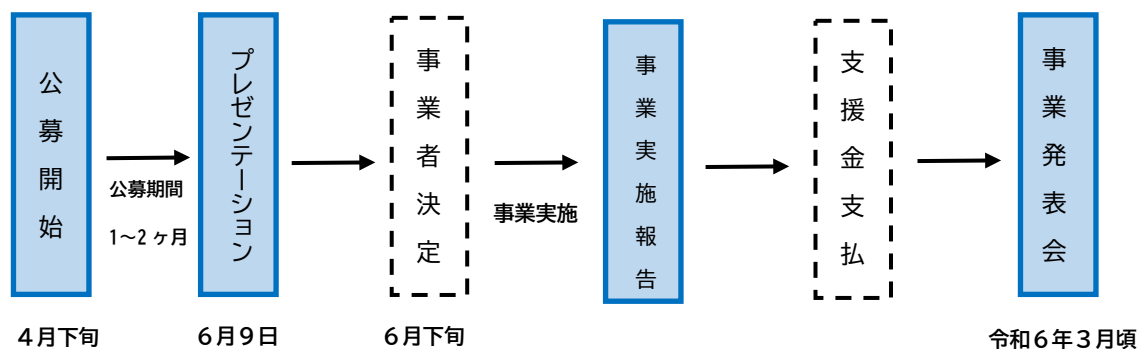 公募開始
公募期間
1～2ヶ月
プレゼンテーション
事業者決定
事業実施
事業実施報告
支援金支払
事業発表会
４月下旬
６月９日
６月下旬
令和６年３月頃